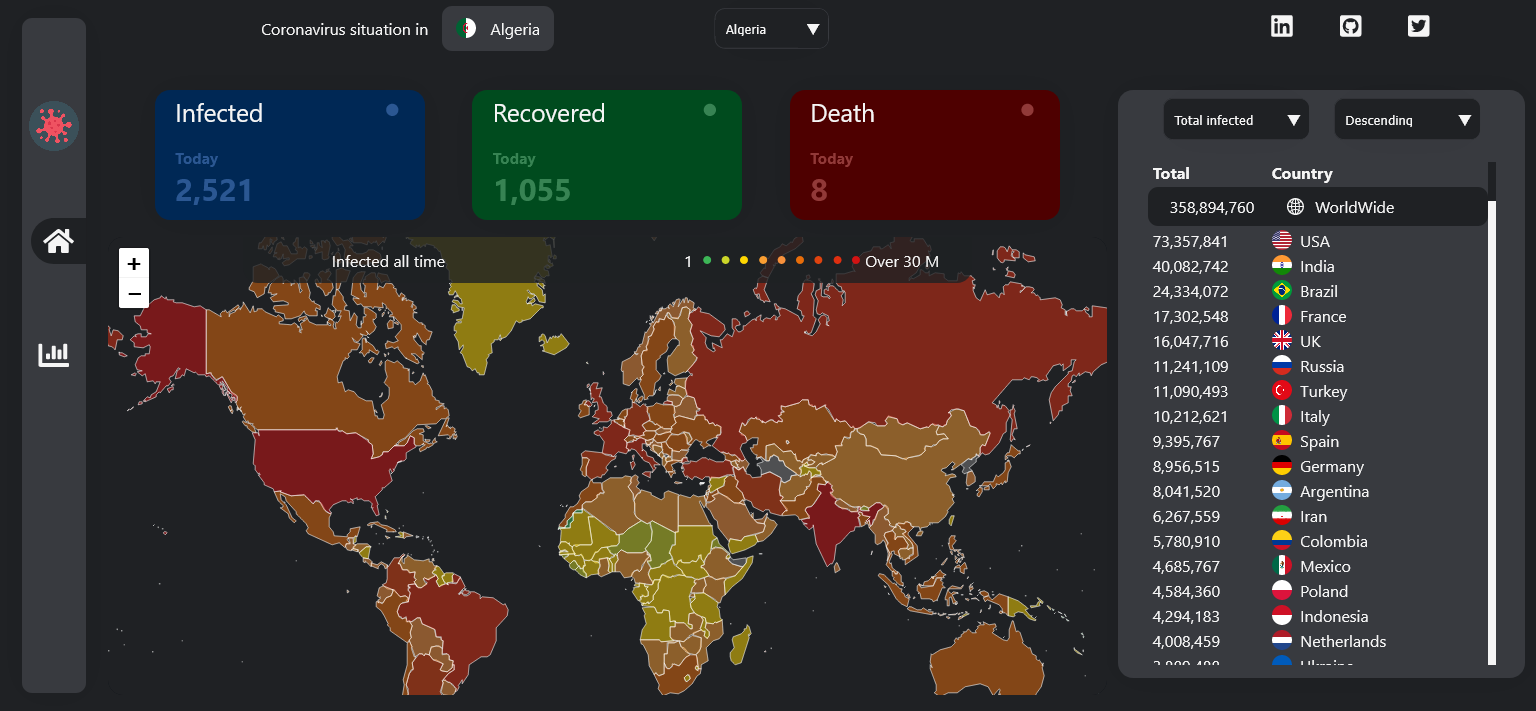 Coronavirus situation in Algeria
Algeria
in
Infected
Today
2,521
Recovered
Today
1,055
Death
Today
8
+
−
Infected all time
1 Over 30 M
Total infected
Descending
Total Country
358,894,760 WorldWide
73,357,841 USA
40,082,742 India
24,334,072 Brazil
17,302,548 France
16,047,716 UK
11,241,109 Russia
11,090,493 Turkey
10,212,621 Italy
9,395,767 Spain
8,956,515 Germany
8,041,520 Argentina
6,267,559 Iran
5,780,910 Colombia
4,685,767 Mexico
4,584,360 Poland
4,294,183 Indonesia
4,008,459 Netherlands
Ukraine